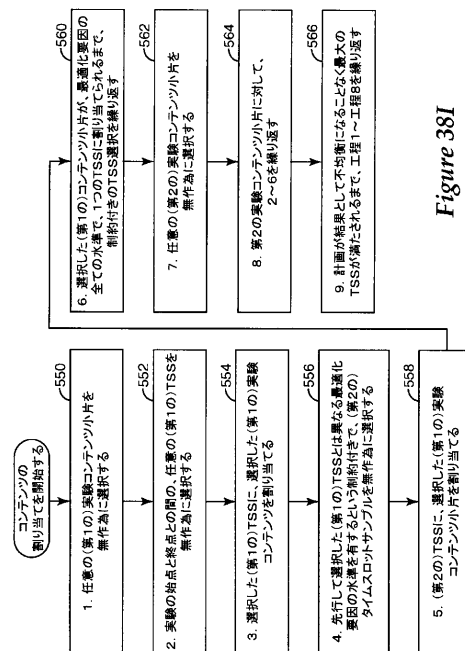 コンテンツの
割り当てを開始する
550
1. 任意の(第1の)実験コンテンツ小片を
無作為に選択する
552
2. 実験の始点と終点との間の、任意の(第1の)TSSを
無作為に選択する
554
3. 選択した(第1の)TSSに、選択した(第1の)実験
コンテンツを割り当てる
556
4. 先行して選択した(第1の)TSSとは異なる最適化
要因の水準を有するという制約付きで、(第2の)
タイムスロットサンプルを無作為に選択する
558
5. (第2の)TSSに、選択した(第1の)実験
コンテンツ小片を割り当てる
560
6. 選択した(第1の)コンテンツ小片が、最適化要因の
全ての水準で、1つのTSSに割り当てられるまで、
制約付きのTSS選択を繰り返す
562
7. 任意の(第2の)実験コンテンツ小片を
無作為に選択する
564
8. 第2の実験コンテンツ小片に対して、
2~6を繰り返す
566
9. 計画が結果として不均衡になることなく最大の
TSSが満たされるまで、工程1~工程8を繰り返す
Figure 38I